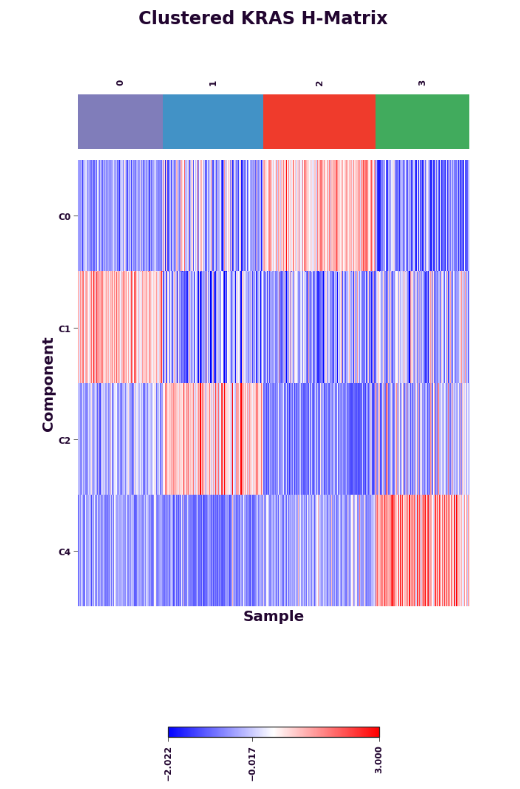 Clustered KRAS H-Matrix
0 1 2 3
C0
C1
C2
C4
Component
Sample
−2.022 −0.017 3.000